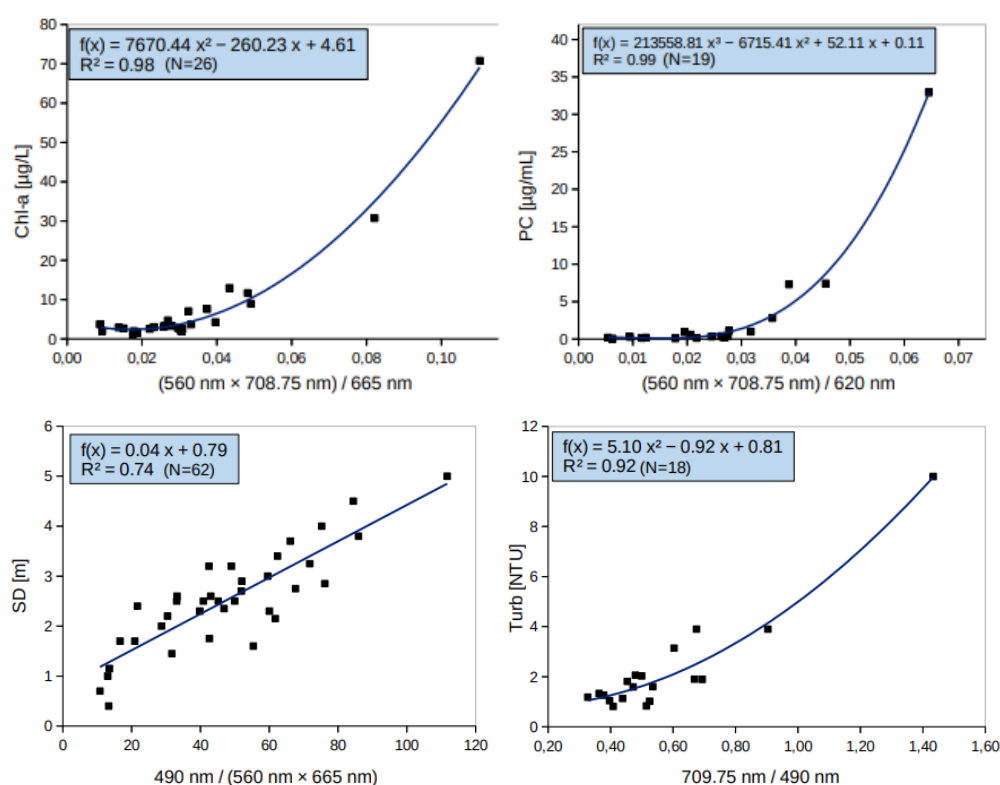 f(x) = 7670.44 x² − 260.23 x + 4.61
R² = 0.98 (N=26)
80
70
60
50
40
30
20
10
0
Chl-a [µg/L]
0,00 0,02 0,04 0,06 0,08 0,10
(560 nm × 708.75 nm) / 665 nm
f(x) = 213558.81 x³ − 6715.41 x² + 52.11 x + 0.11
R² = 0.99 (N=19)
40
35
30
25
20
15
10
5
0
PC [µg/mL]
0,00 0,01 0,02 0,03 0,04 0,05 0,06 0,07
(560 nm × 708.75 nm) / 620 nm
f(x) = 0.04 x + 0.79
R² = 0.74 (N=62)
6
5
4
3
2
1
0
SD [m]
0 20 40 60 80 100 120
490 nm / (560 nm × 665 nm)
f(x) = 5.10 x² − 0.92 x + 0.81
R² = 0.92 (N=18)
12
10
8
6
4
2
0
Turb [NTU]
0,20 0,40 0,60 0,80 1,00 1,20 1,40 1,60
709.75 nm / 490 nm